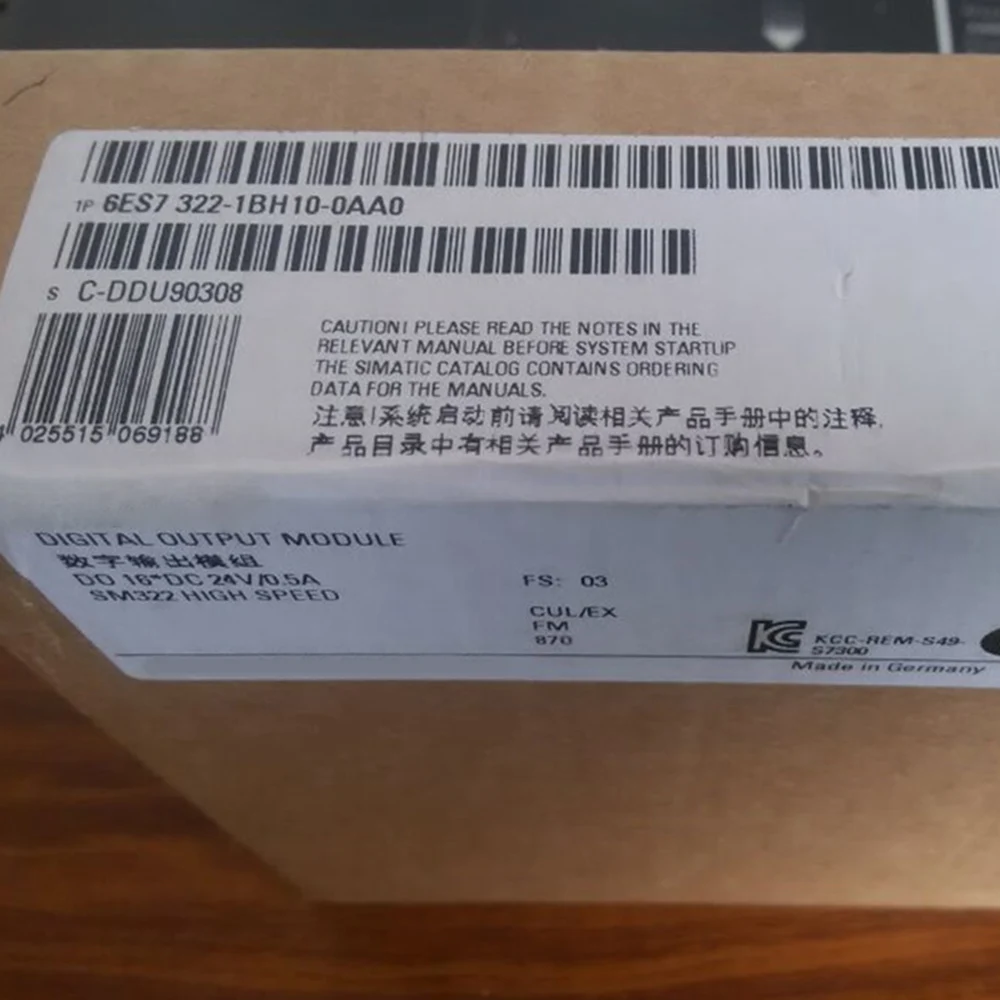 1P 6ES7 322-1BH10-0AA0
S C-DDU90308
CAUTION! PLEASE READ THE NOTES IN THE
RELEVANT MANUAL BEFORE SYSTEM STARTUP
THE SIMATIC CATALOG CONTAINS ORDERING
DATA FOR THE MANUALS.
注意!系统启动前请阅读相关产品手册中的注释,
产品目录中有相关产品手册的订购信息。
4 025515 069188
DIGITAL OUTPUT MODULE
数字输出模组
DO 16*DC 24V/0.5A
SM322 HIGH SPEED
FS: 03
CUL/EX
FM
870
KC KCC-REM-S49-
S7300
Made in Germany